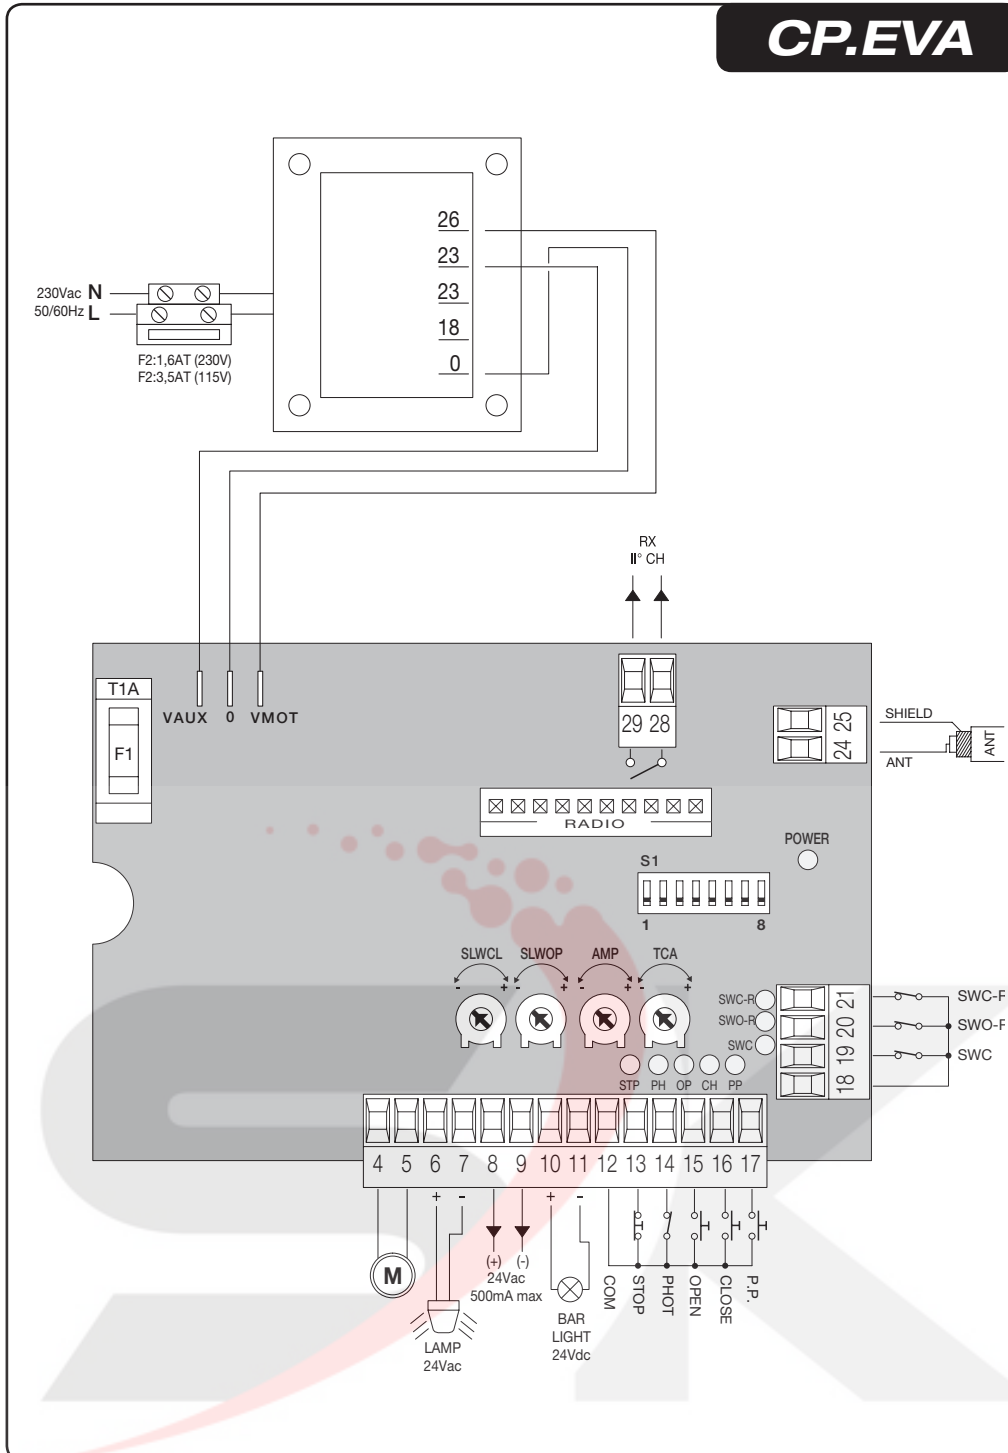 CP.EVA
26
23
23
18
0
230Vac N
50/60Hz L
F2:1,6AT (230V)
F2:3,5AT (115V)
RX
II° CH
T1A
F1
VAUX 0 VMOT
29 28
25
24
SHIELD
ANT
ANT
RADIO
POWER
S1
1 8
SLWCL SLWOP AMP TCA
- + - + - + - +
SWC-R
SWO-R
SWC
21
20
19
18
SWC-F
SWO-F
SWC
STP PH OP CH PP
4 5 6 7 8 9 10 11 12 13 14 15 16 17
+ - + -
M
(+) (-)
24Vac
500mA max
LAMP
24Vac
BAR
LIGHT
24Vdc
COM
STOP
PHOT
OPEN
CLOSE
P.P.
SK